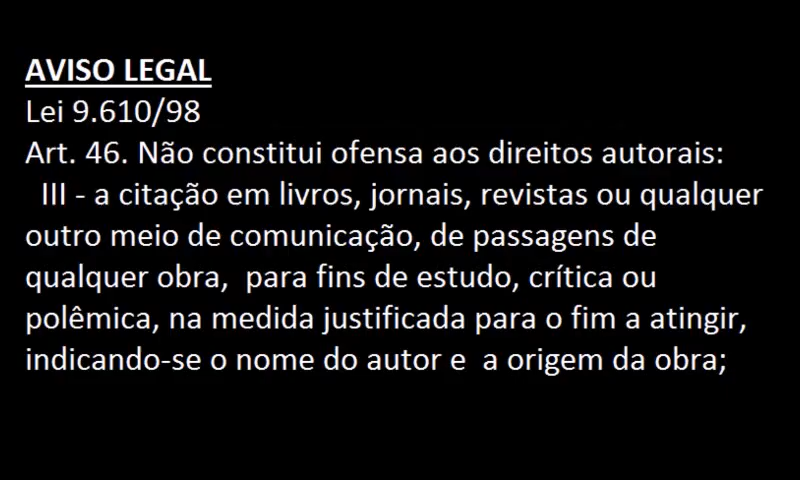 AVISO LEGAL
Lei 9.610/98
Art. 46. Não constitui ofensa aos direitos autorais:
III - a citação em livros, jornais, revistas ou qualquer
outro meio de comunicação, de passagens de
qualquer obra,  para fins de estudo, crítica ou
polêmica, na medida justificada para o fim a atingir,
indicando-se o nome do autor e  a origem da obra;